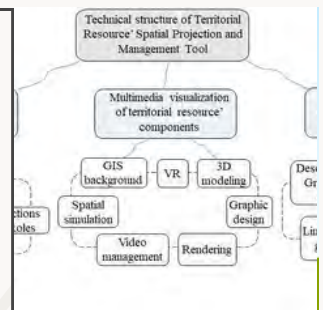 Technical structure of Territorial
Resource’ Spatial Projection and
Management Tool
Multimedia visualization
of territorial resource’
components
GIS
background
VR
3D
modeling
Spatial
simulation
Graphic
design
Video
management
Rendering